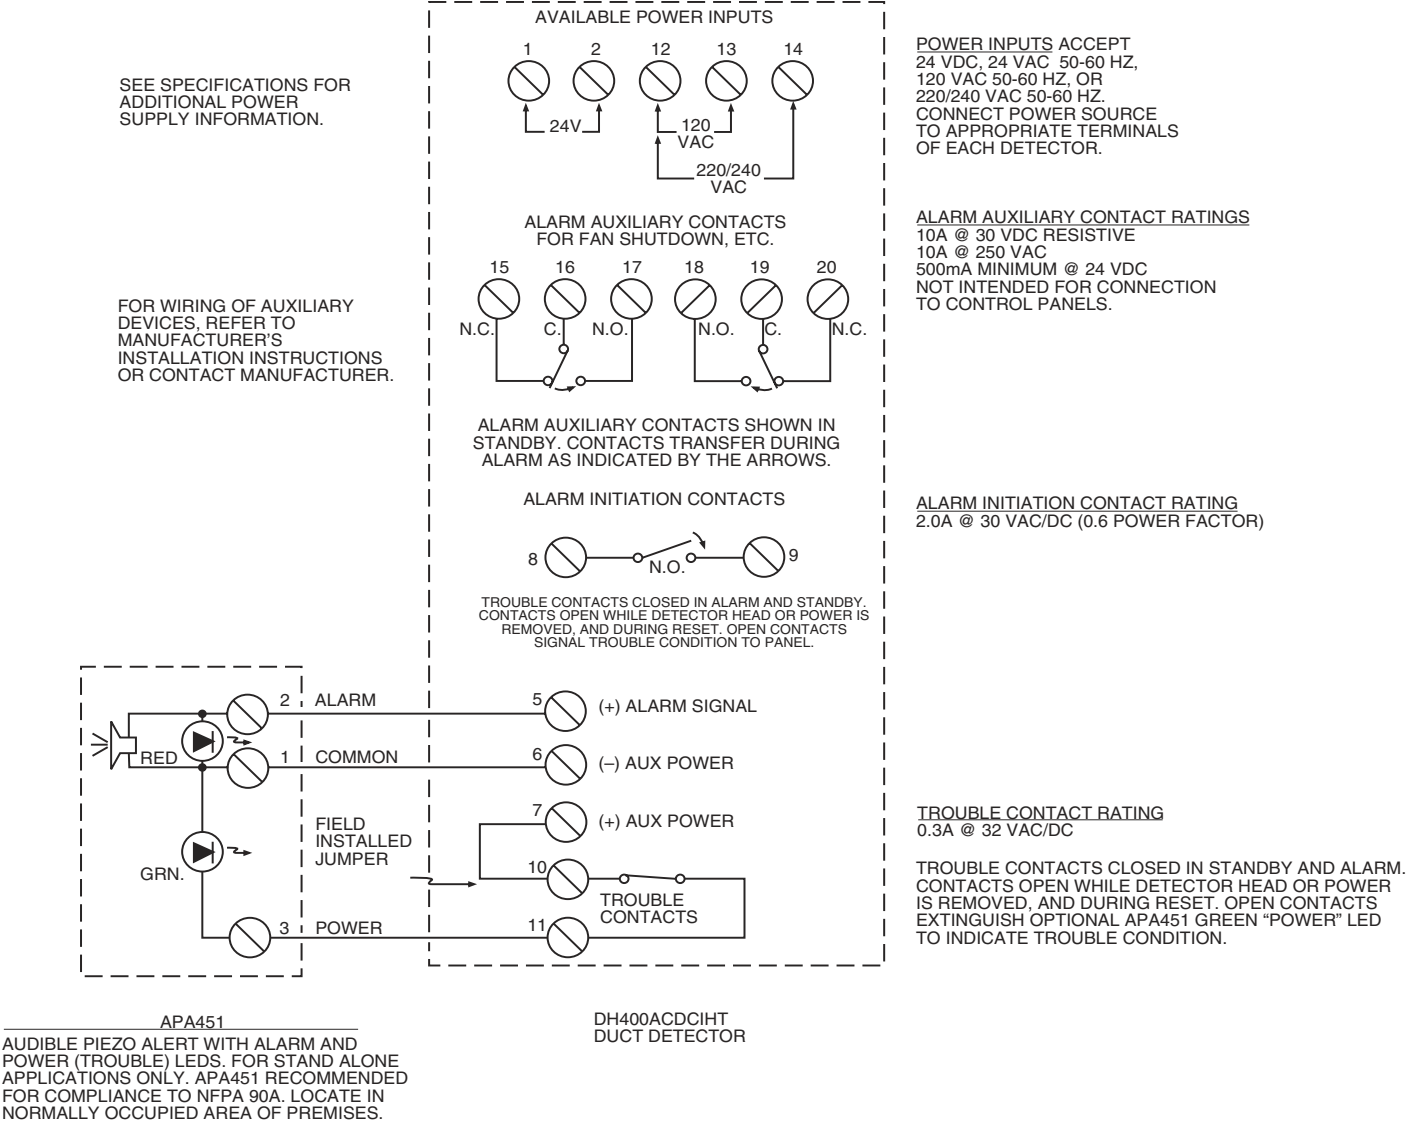 AVAILABLE POWER INPUTS
1 2 12 13 14
24V
120
VAC
220/240
VAC
SEE SPECIFICATIONS FOR
ADDITIONAL POWER
SUPPLY INFORMATION.
POWER INPUTS ACCEPT
24 VDC, 24 VAC 50-60 HZ,
120 VAC 50-60 HZ, OR
220/240 VAC 50-60 HZ.
CONNECT POWER SOURCE
TO APPROPRIATE TERMINALS
OF EACH DETECTOR.
ALARM AUXILIARY CONTACTS
FOR FAN SHUTDOWN, ETC.
15 16 17 18 19 20
N.C. C. N.O. N.O. C. N.C.
ALARM AUXILIARY CONTACT RATINGS
10A @ 30 VDC RESISTIVE
10A @ 250 VAC
500mA MINIMUM @ 24 VDC
NOT INTENDED FOR CONNECTION
TO CONTROL PANELS.
FOR WIRING OF AUXILIARY
DEVICES, REFER TO
MANUFACTURER'S
INSTALLATION INSTRUCTIONS
OR CONTACT MANUFACTURER.
ALARM AUXILIARY CONTACTS SHOWN IN
STANDBY. CONTACTS TRANSFER DURING
ALARM AS INDICATED BY THE ARROWS.
ALARM INITIATION CONTACTS
8 N.O. 9
ALARM INITIATION CONTACT RATING
2.0A @ 30 VAC/DC (0.6 POWER FACTOR)
TROUBLE CONTACTS CLOSED IN ALARM AND STANDBY.
CONTACTS OPEN WHILE DETECTOR HEAD OR POWER IS
REMOVED, AND DURING RESET. OPEN CONTACTS
SIGNAL TROUBLE CONDITION TO PANEL.
2 ALARM 5 (+) ALARM SIGNAL
RED 1 COMMON 6 (–) AUX POWER
7 (+) AUX POWER
FIELD
INSTALLED
JUMPER
GRN.
10
TROUBLE
CONTACTS
3 POWER 11
TROUBLE CONTACT RATING
0.3A @ 32 VAC/DC
TROUBLE CONTACTS CLOSED IN STANDBY AND ALARM.
CONTACTS OPEN WHILE DETECTOR HEAD OR POWER
IS REMOVED, AND DURING RESET. OPEN CONTACTS
EXTINGUISH OPTIONAL APA451 GREEN “POWER” LED
TO INDICATE TROUBLE CONDITION.
APA451
AUDIBLE PIEZO ALERT WITH ALARM AND
POWER (TROUBLE) LEDS. FOR STAND ALONE
APPLICATIONS ONLY. APA451 RECOMMENDED
FOR COMPLIANCE TO NFPA 90A. LOCATE IN
NORMALLY OCCUPIED AREA OF PREMISES.
DH400ACDCIHT
DUCT DETECTOR